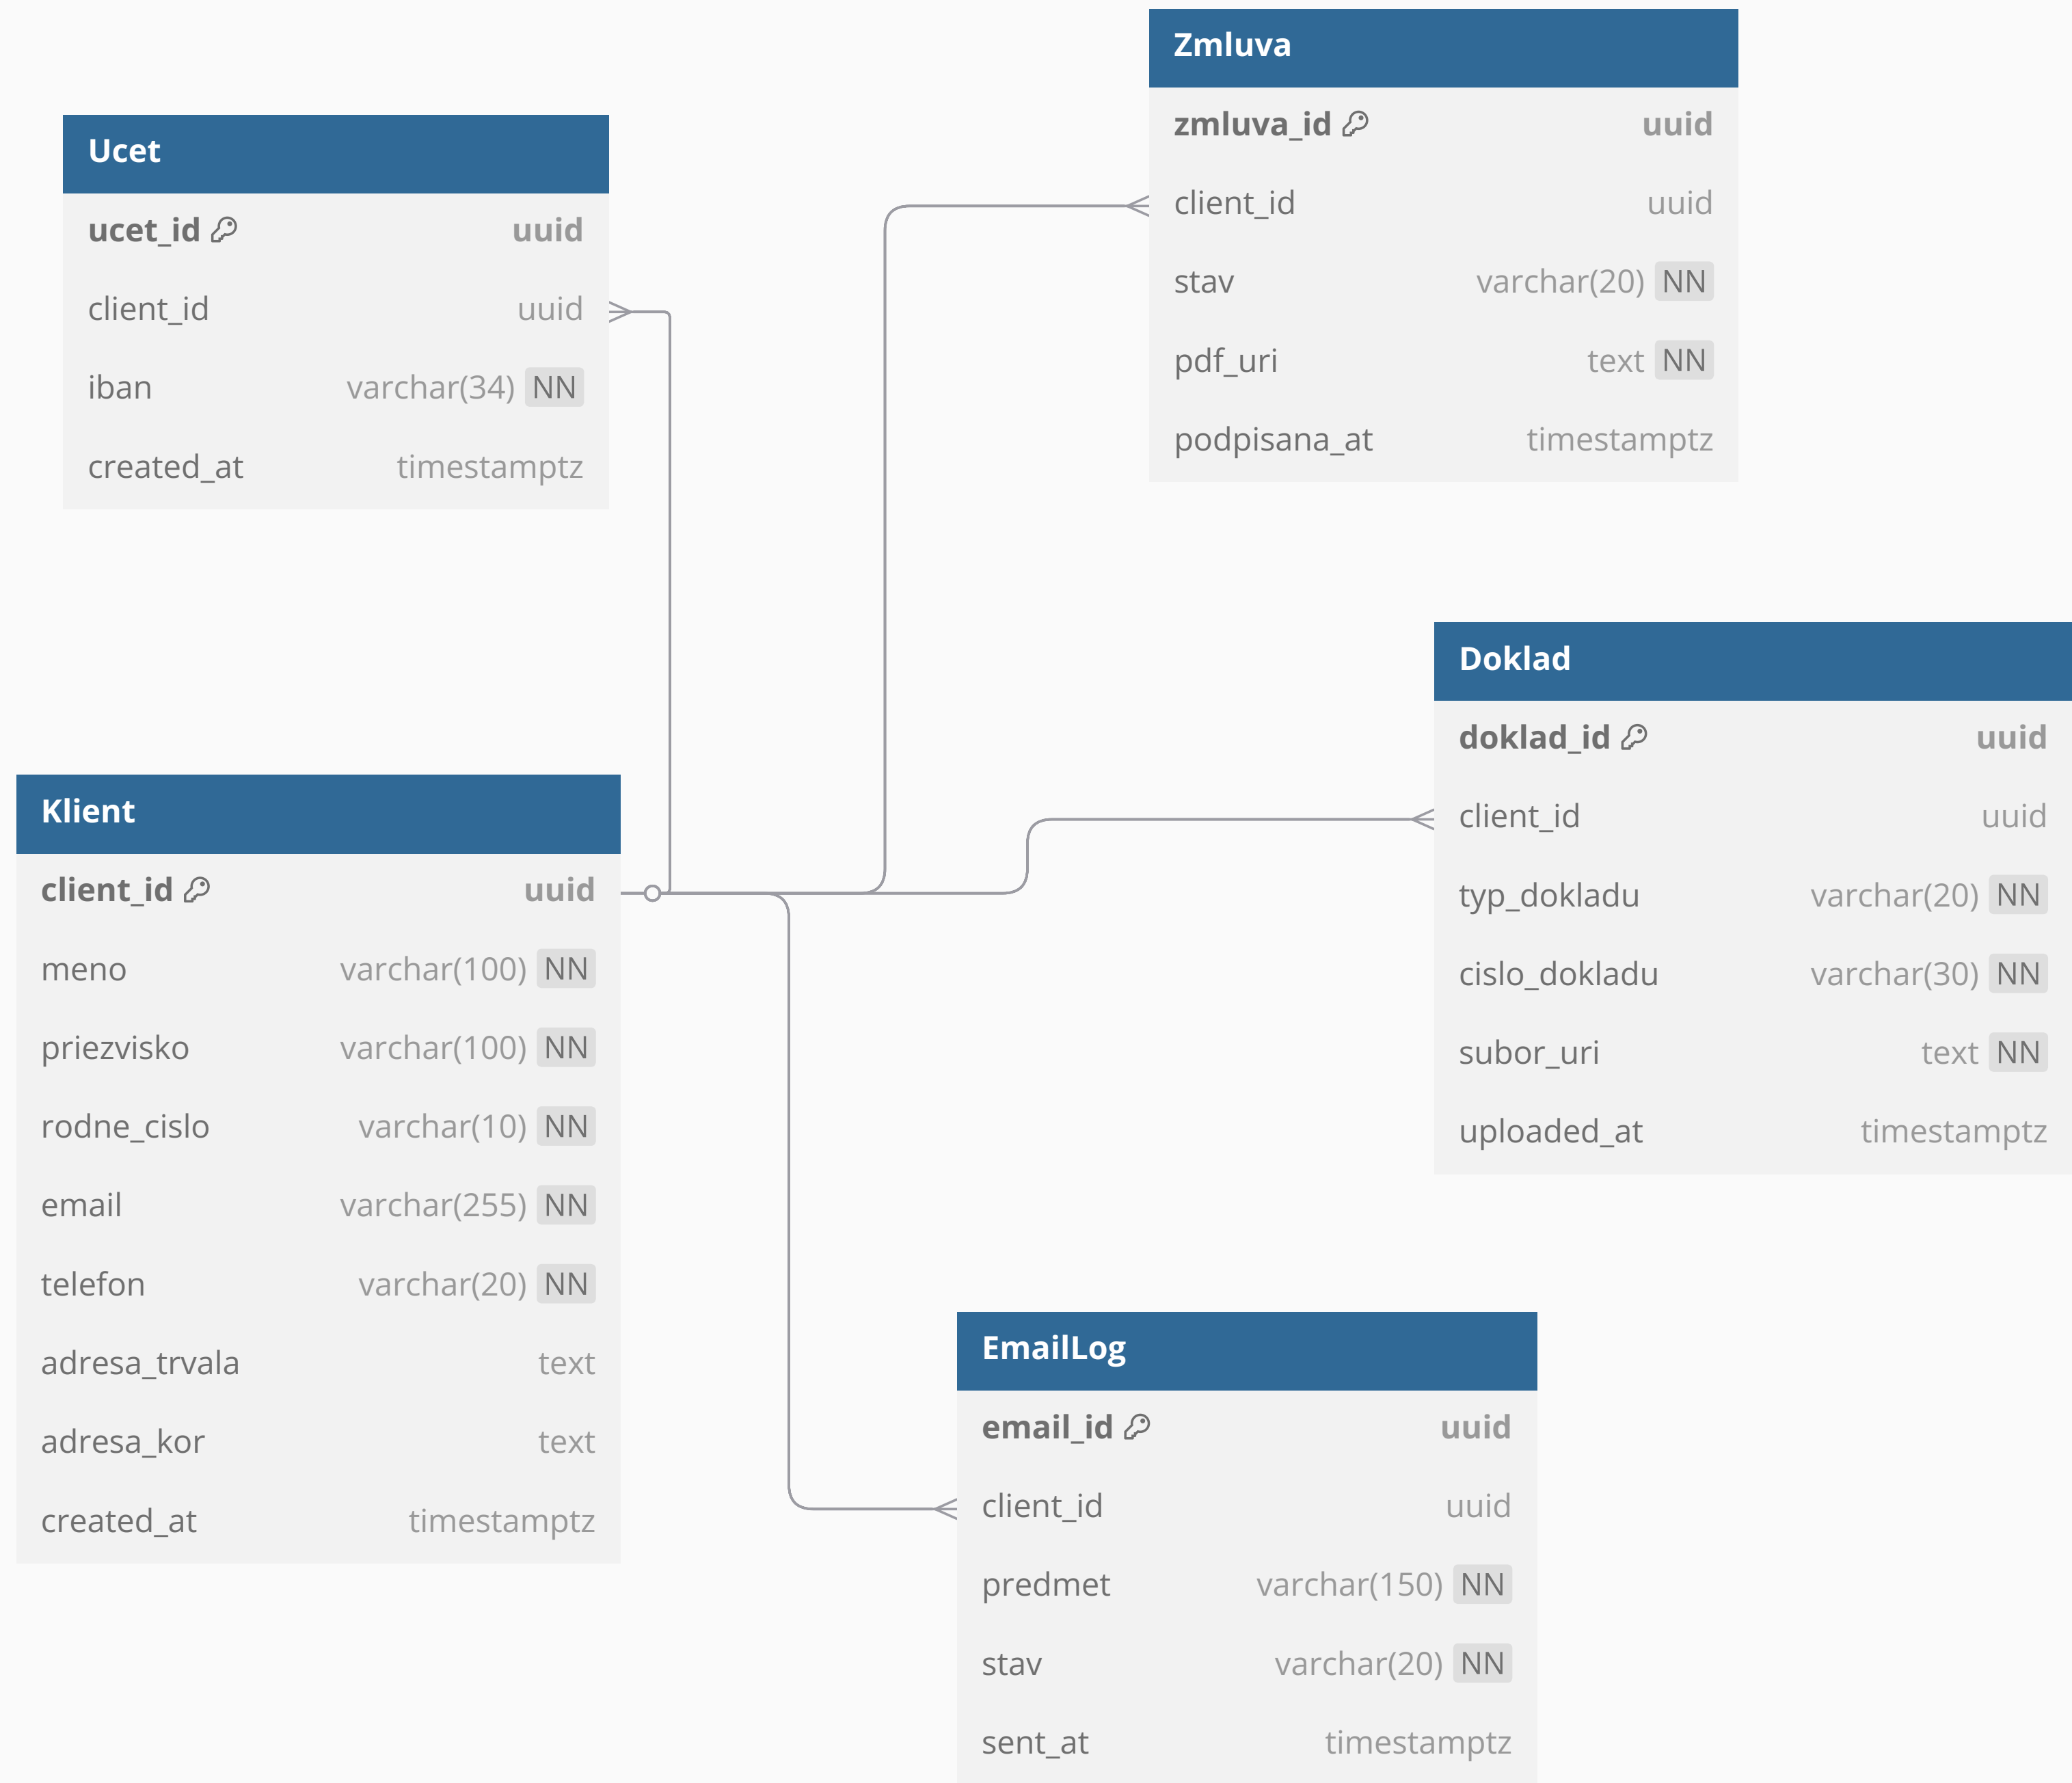 Ucet
ucet_id uuid
client_id uuid
iban varchar(34) NN
created_at timestamptz
Zmluva
zmluva_id uuid
client_id uuid
stav varchar(20) NN
pdf_uri text NN
podpisana_at timestamptz
Klient
client_id uuid
meno varchar(100) NN
priezvisko varchar(100) NN
rodne_cislo varchar(10) NN
email varchar(255) NN
telefon varchar(20) NN
adresa_trvala text
adresa_kor text
created_at timestamptz
Doklad
doklad_id uuid
client_id uuid
typ_dokladu varchar(20) NN
cislo_dokladu varchar(30) NN
subor_uri text NN
uploaded_at timestamptz
EmailLog
email_id uuid
client_id uuid
predmet varchar(150) NN
stav varchar(20) NN
sent_at timestamptz